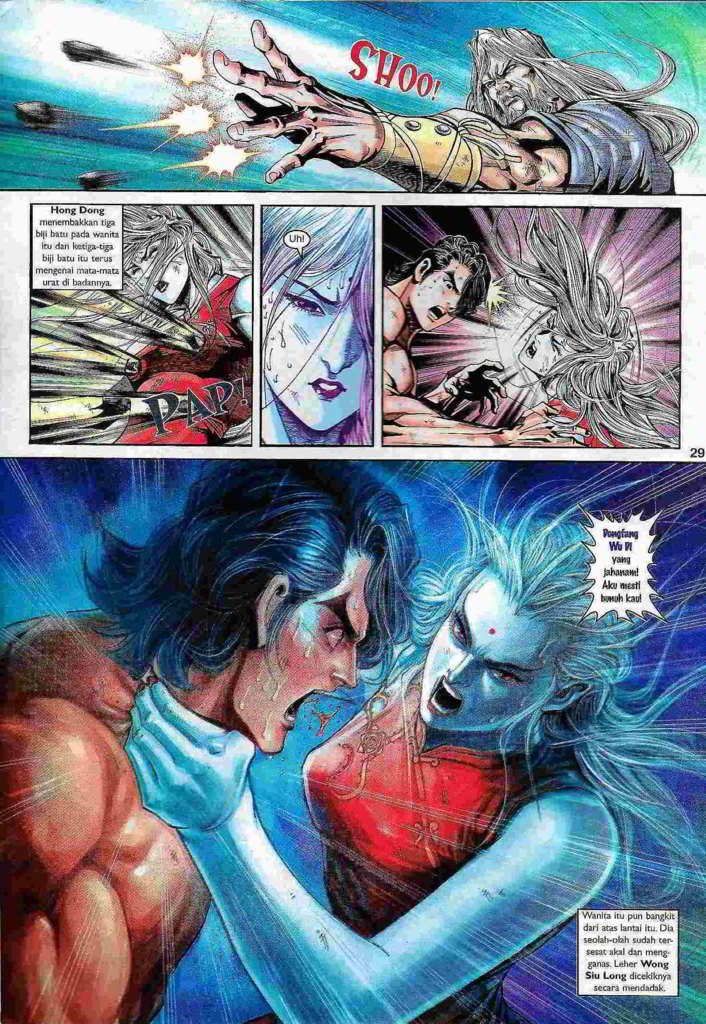 SHOO!
Hong Dong
menembakkan tiga
biji batu pada wanita
itu dan ketiga-tiga
biji batu itu terus
mengenai mata-mata
urat di badannya.
PAP!
Uh!
29
Dongfang
Wu Di
yang
jahanam!
Aku mesti
bunuh kau!
Wanita itu pun bangkit
dari atas lantai itu. Dia
seolah-olah sudah ter-
sesat akal dan meng-
ganas. Leher Wong
Siu Long dicekiknya
secara mendadak.